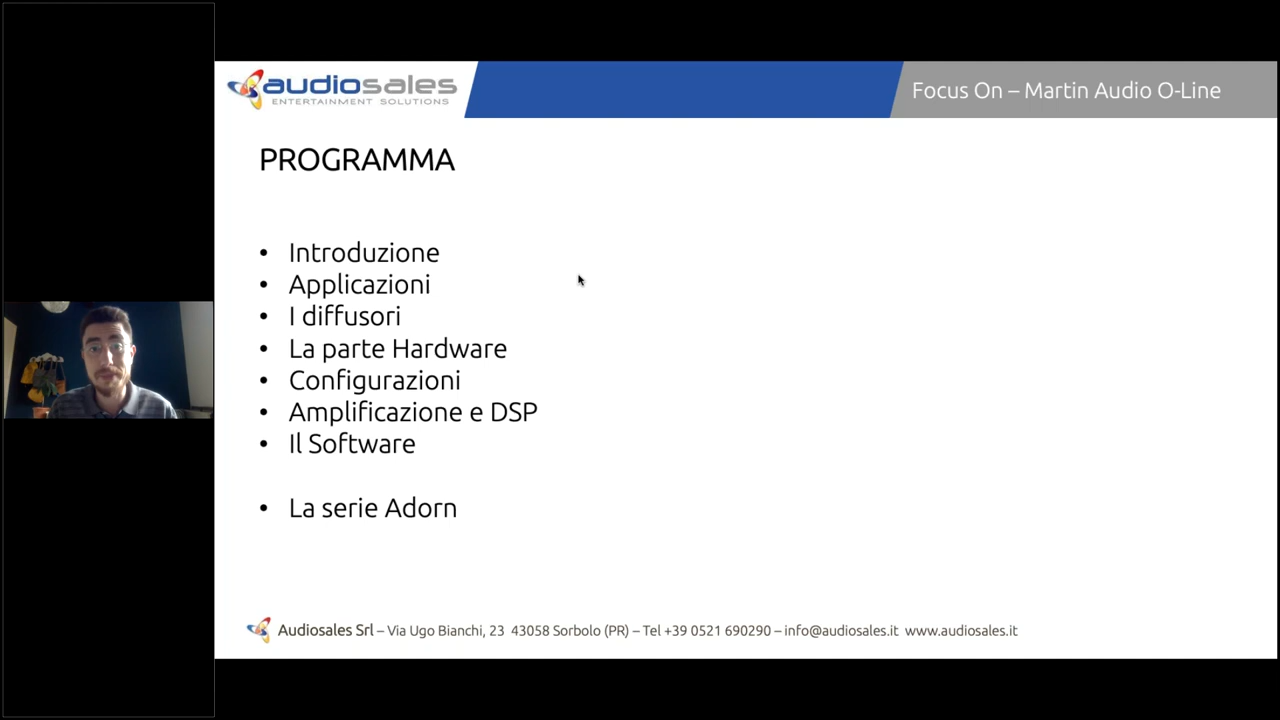 audiosales
ENTERTAINMENT SOLUTIONS
Focus On – Martin Audio O-Line
PROGRAMMA
• Introduzione
• Applicazioni
• I diffusori
• La parte Hardware
• Configurazioni
• Amplificazione e DSP
• Il Software
• La serie Adorn
Audiosales Srl – Via Ugo Bianchi, 23 43058 Sorbolo (PR) – Tel +39 0521 690290 – info@audiosales.it www.audiosales.it